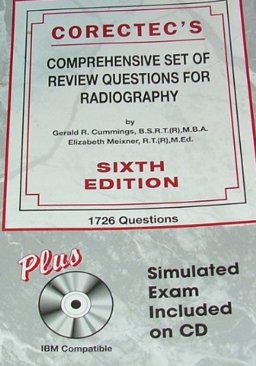 CORECTEC'S
COMPREHENSIVE SET OF
REVIEW QUESTIONS FOR
RADIOGRAPHY
by
Gerald R. Cummings, B.S.R.T.(R),M.B.A.
Elizabeth Meixner, R.T.(R),M.Ed.
SIXTH
EDITION
1726 Questions
Plus
IBM Compatible
Simulated
Exam
Included
on CD